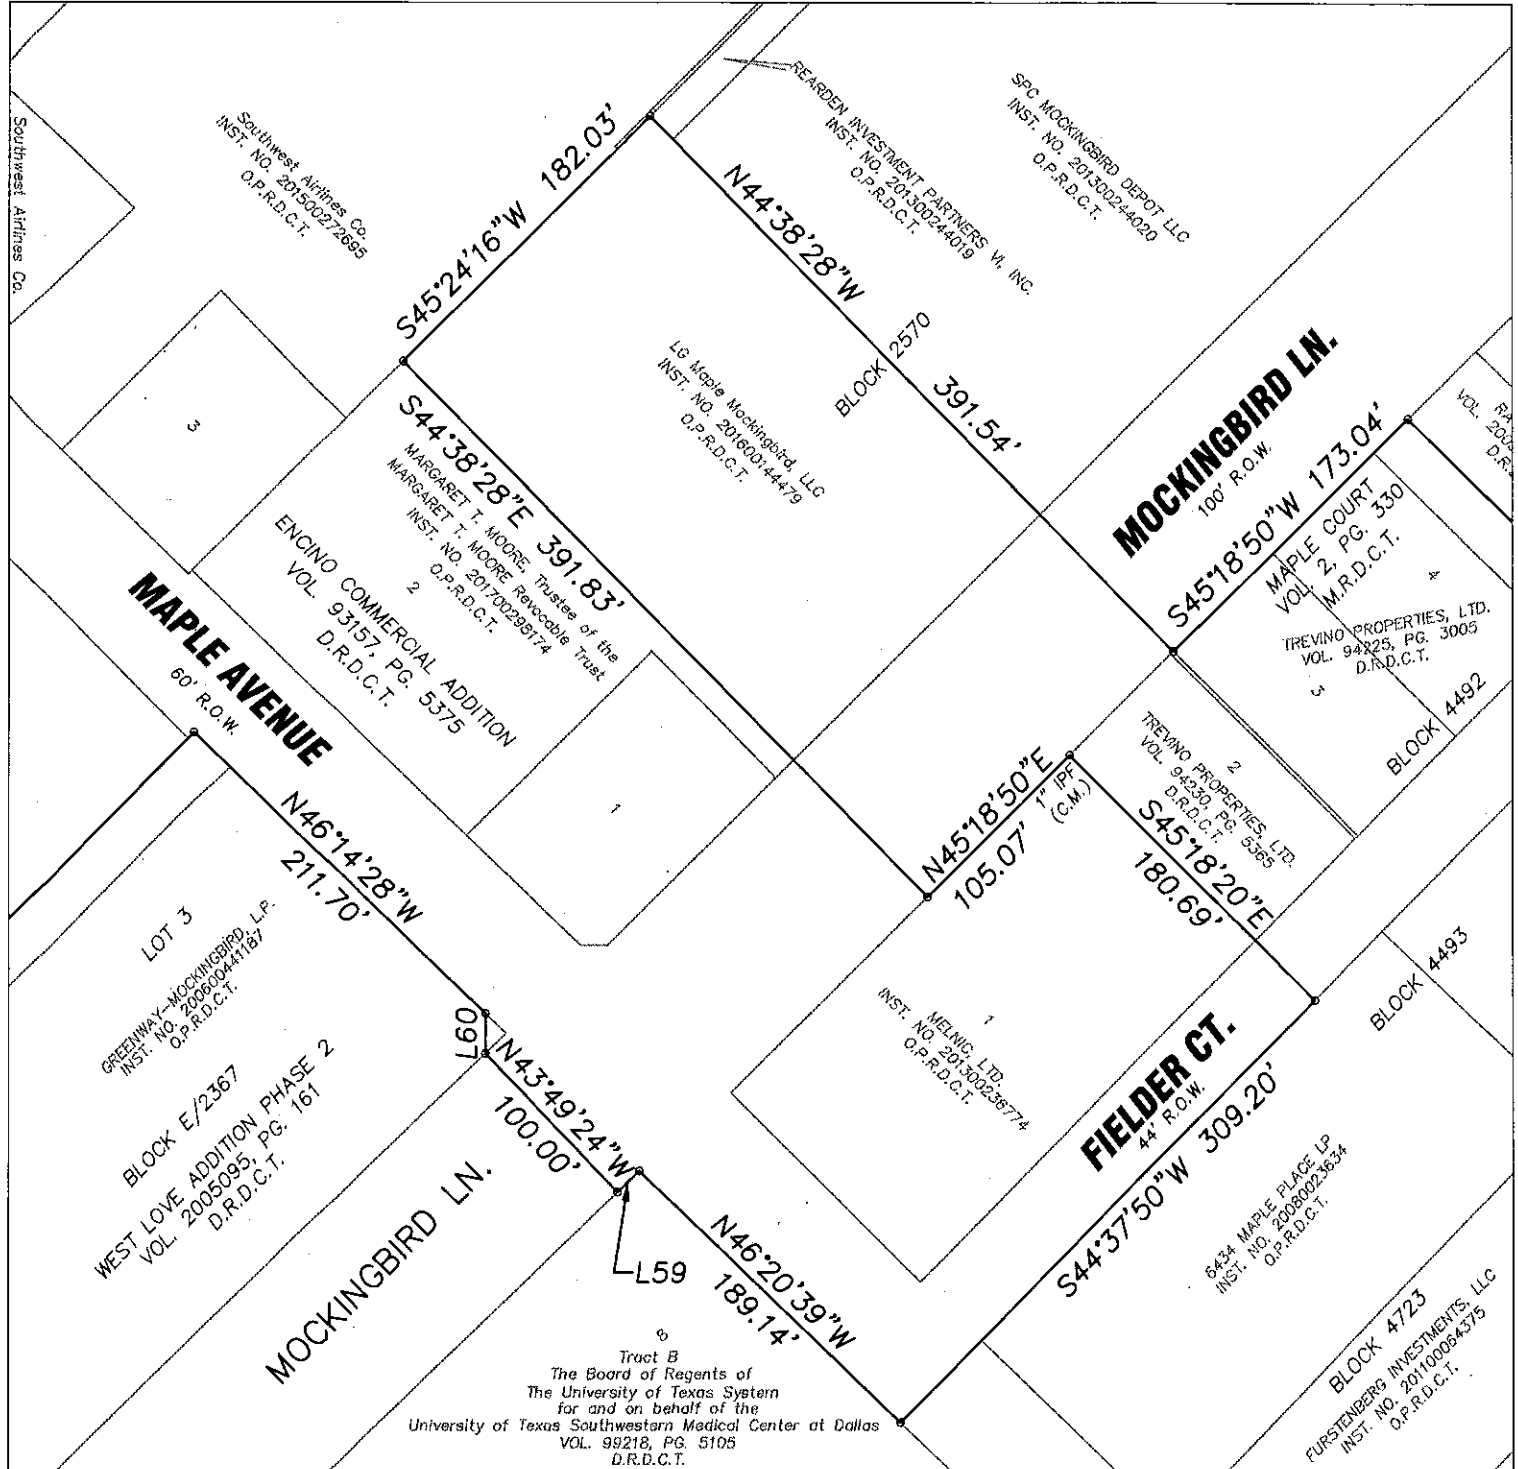 Southwest Airlines Co.
Southwest Airlines Co.
INST. NO. 201500272695
O.P.R.D.C.T.
S45°24'16"W 182.03'
REARDEN INVESTMENT PARTNERS VI, INC.
INST. NO. 201300244019
O.P.R.D.C.T.
SPC MOCKINGBIRD DEPOT LLC
INST. NO. 201300244020
O.P.R.D.C.T.
N44°38'28"W 391.54'
BLOCK 2570
LG Maple Mockingbird, LLC
INST. NO. 201600144479
O.P.R.D.C.T.
MOCKINGBIRD LN.
100' R.O.W.
S45°18'50"W 173.04'
VOL.
D.R.
MAPLE COURT
VOL. 2, PG. 330
M.R.D.C.T.
4
TREVINO PROPERTIES, LTD.
VOL. 94225, PG. 3005
D.R.D.C.T.
3
BLOCK 4492
3
S44°38'28"E 391.83'
MARGARET T. MOORE, Trustee of the
MARGARET T. MOORE Revocable Trust
INST. NO. 201700298174
O.P.R.D.C.T.
2
ENCINO COMMERCIAL ADDITION
VOL. 93157, PG. 5375
D.R.D.C.T.
1
MAPLE AVENUE
60' R.O.W.
N45°18'50"E
105.07'
1" IPF
(C.M.)
2
TREVINO PROPERTIES, LTD.
VOL. 94230, PG. 5365
D.R.D.C.T.
S45°18'20"E
180.69'
N46°14'28"W
211.70'
LOT 3
GREENWAY-MOCKINGBIRD, L.P.
INST. NO. 200600441187
O.P.R.D.C.T.
BLOCK E/2367
WEST LOVE ADDITION PHASE 2
VOL. 2005095, PG. 161
D.R.D.C.T.
L60
N43°49'24"W
100.00'
MOCKINGBIRD LN.
L59
1
MELNIC, LTD.
INST. NO. 201300236774
O.P.R.D.C.T.
FIELDER CT.
44' R.O.W.
BLOCK 4493
S44°37'50"W 309.20'
6434 MAPLE PLACE LP
INST. NO. 20080023634
O.P.R.D.C.T.
N46°20'39"W
189.14'
8
Tract B
The Board of Regents of
The University of Texas System
for and on behalf of the
University of Texas Southwestern Medical Center at Dallas
VOL. 99218, PG. 5105
D.R.D.C.T.
BLOCK 4723
FURSTENBERG INVESTMENTS, LLC
INST. NO. 201100064375
O.P.R.D.C.T.